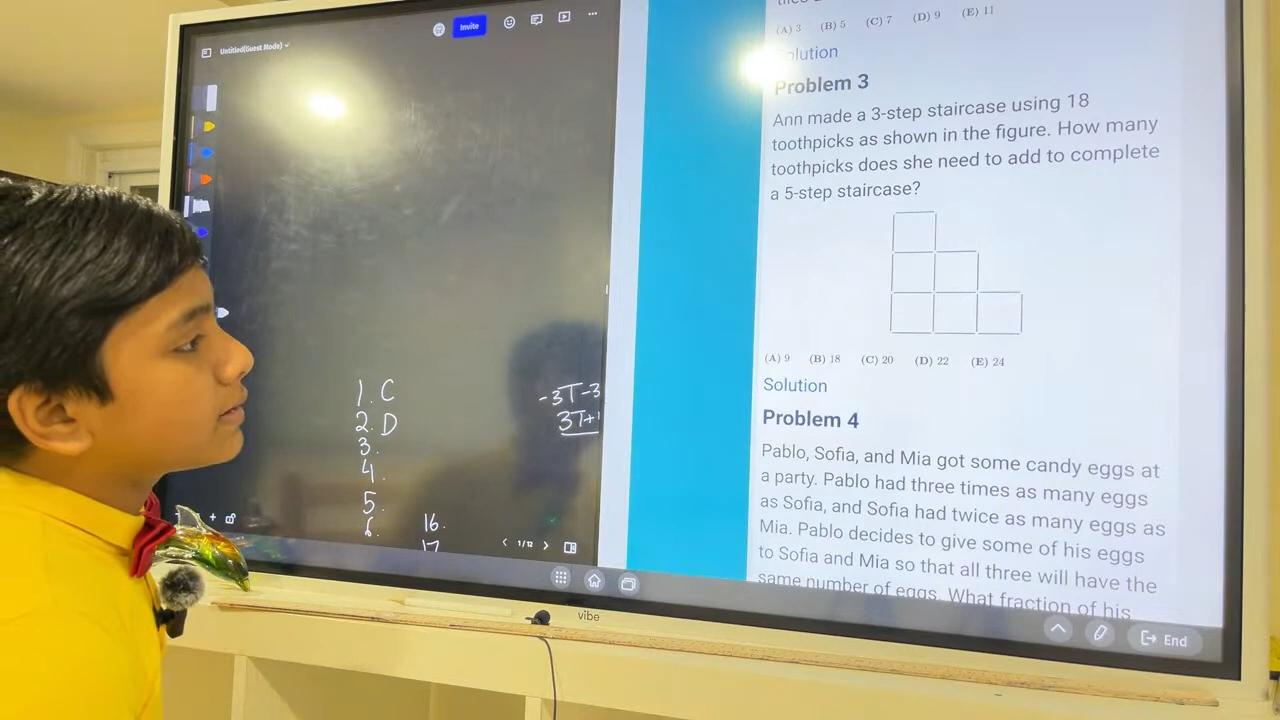 Untitled(Guest Mode)
Invite
1. C
2. D
3.
4.
5.
6.
16.
17
-3T-3
3T+
1/12
(A) 3 (B) 5 (C) 7 (D) 9 (E) 11
olution
Problem 3
Ann made a 3-step staircase using 18
toothpicks as shown in the figure. How many
toothpicks does she need to add to complete
a 5-step staircase?
(A) 9 (B) 18 (C) 20 (D) 22 (E) 24
Solution
Problem 4
Pablo, Sofia, and Mia got some candy eggs at
a party. Pablo had three times as many eggs
as Sofia, and Sofia had twice as many eggs as
Mia. Pablo decides to give some of his eggs
to Sofia and Mia so that all three will have the
same number of eggs. What fraction of his
End
vibe